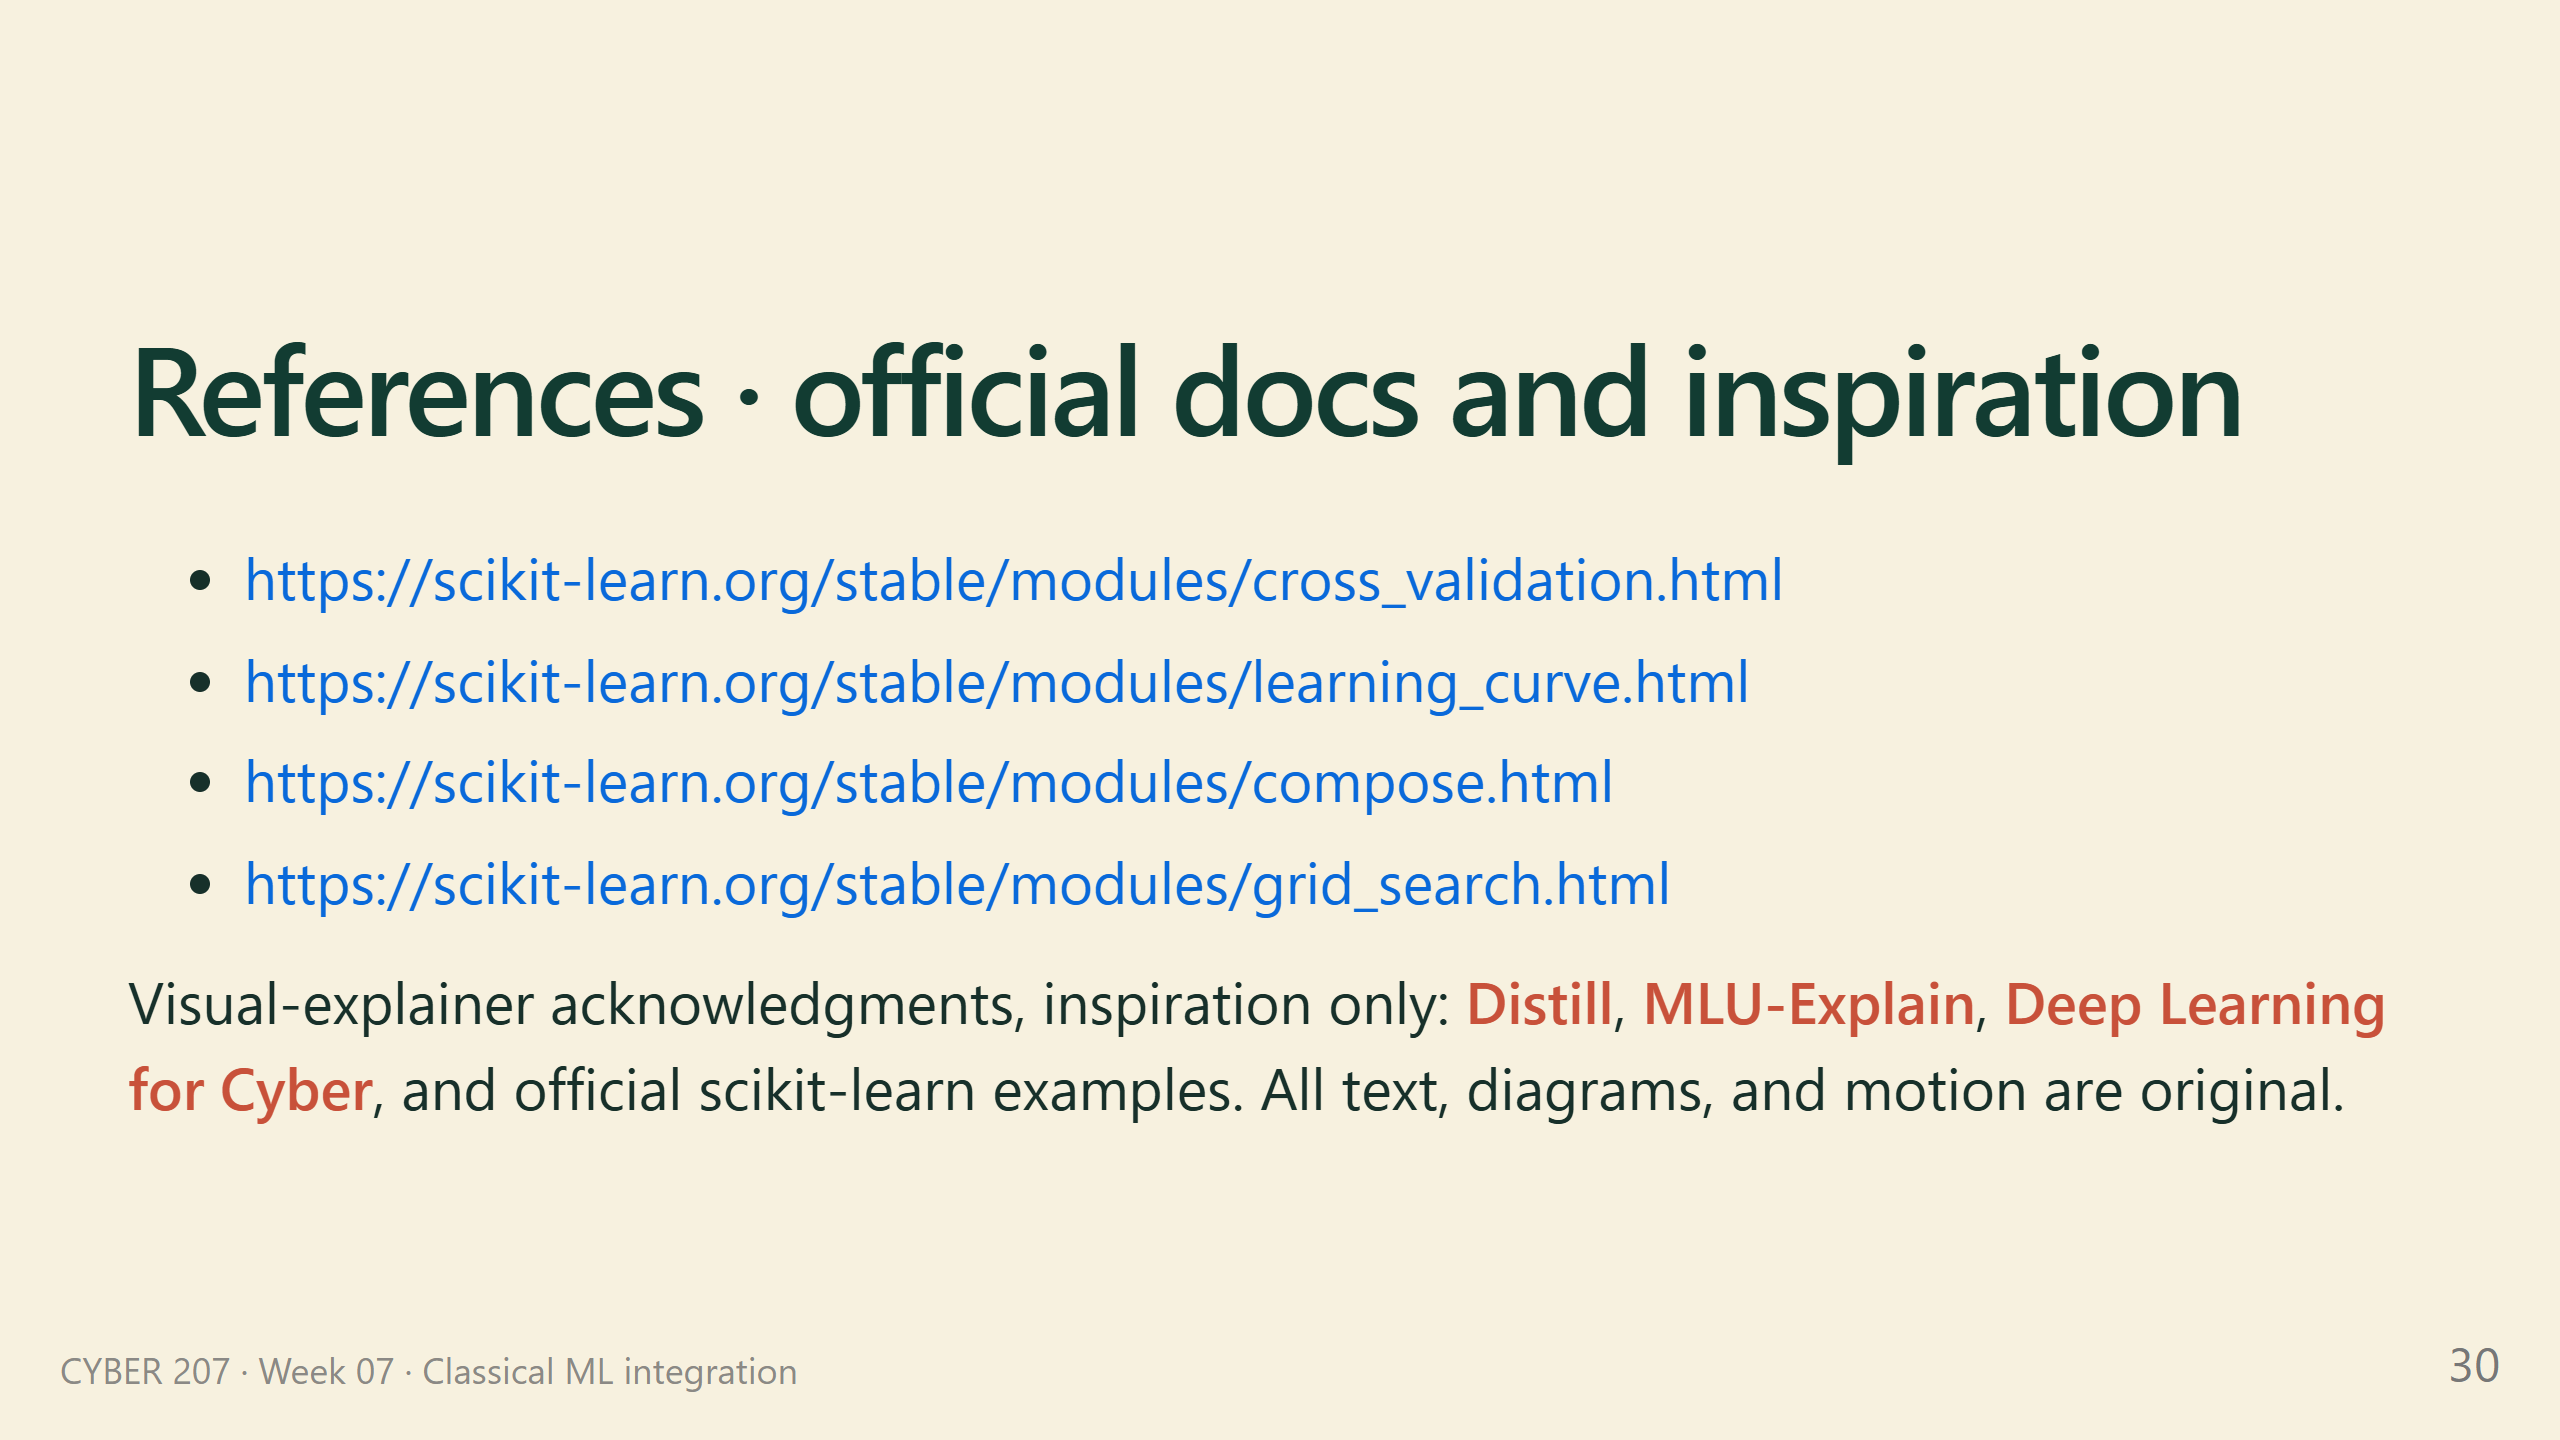 References · official docs and inspiration
• https://scikit-learn.org/stable/modules/cross_validation.html
• https://scikit-learn.org/stable/modules/learning_curve.html
• https://scikit-learn.org/stable/modules/compose.html
• https://scikit-learn.org/stable/modules/grid_search.html
Visual-explainer acknowledgments, inspiration only: Distill, MLU-Explain, Deep Learning
for Cyber, and official scikit-learn examples. All text, diagrams, and motion are original.
CYBER 207 · Week 07 · Classical ML integration
30